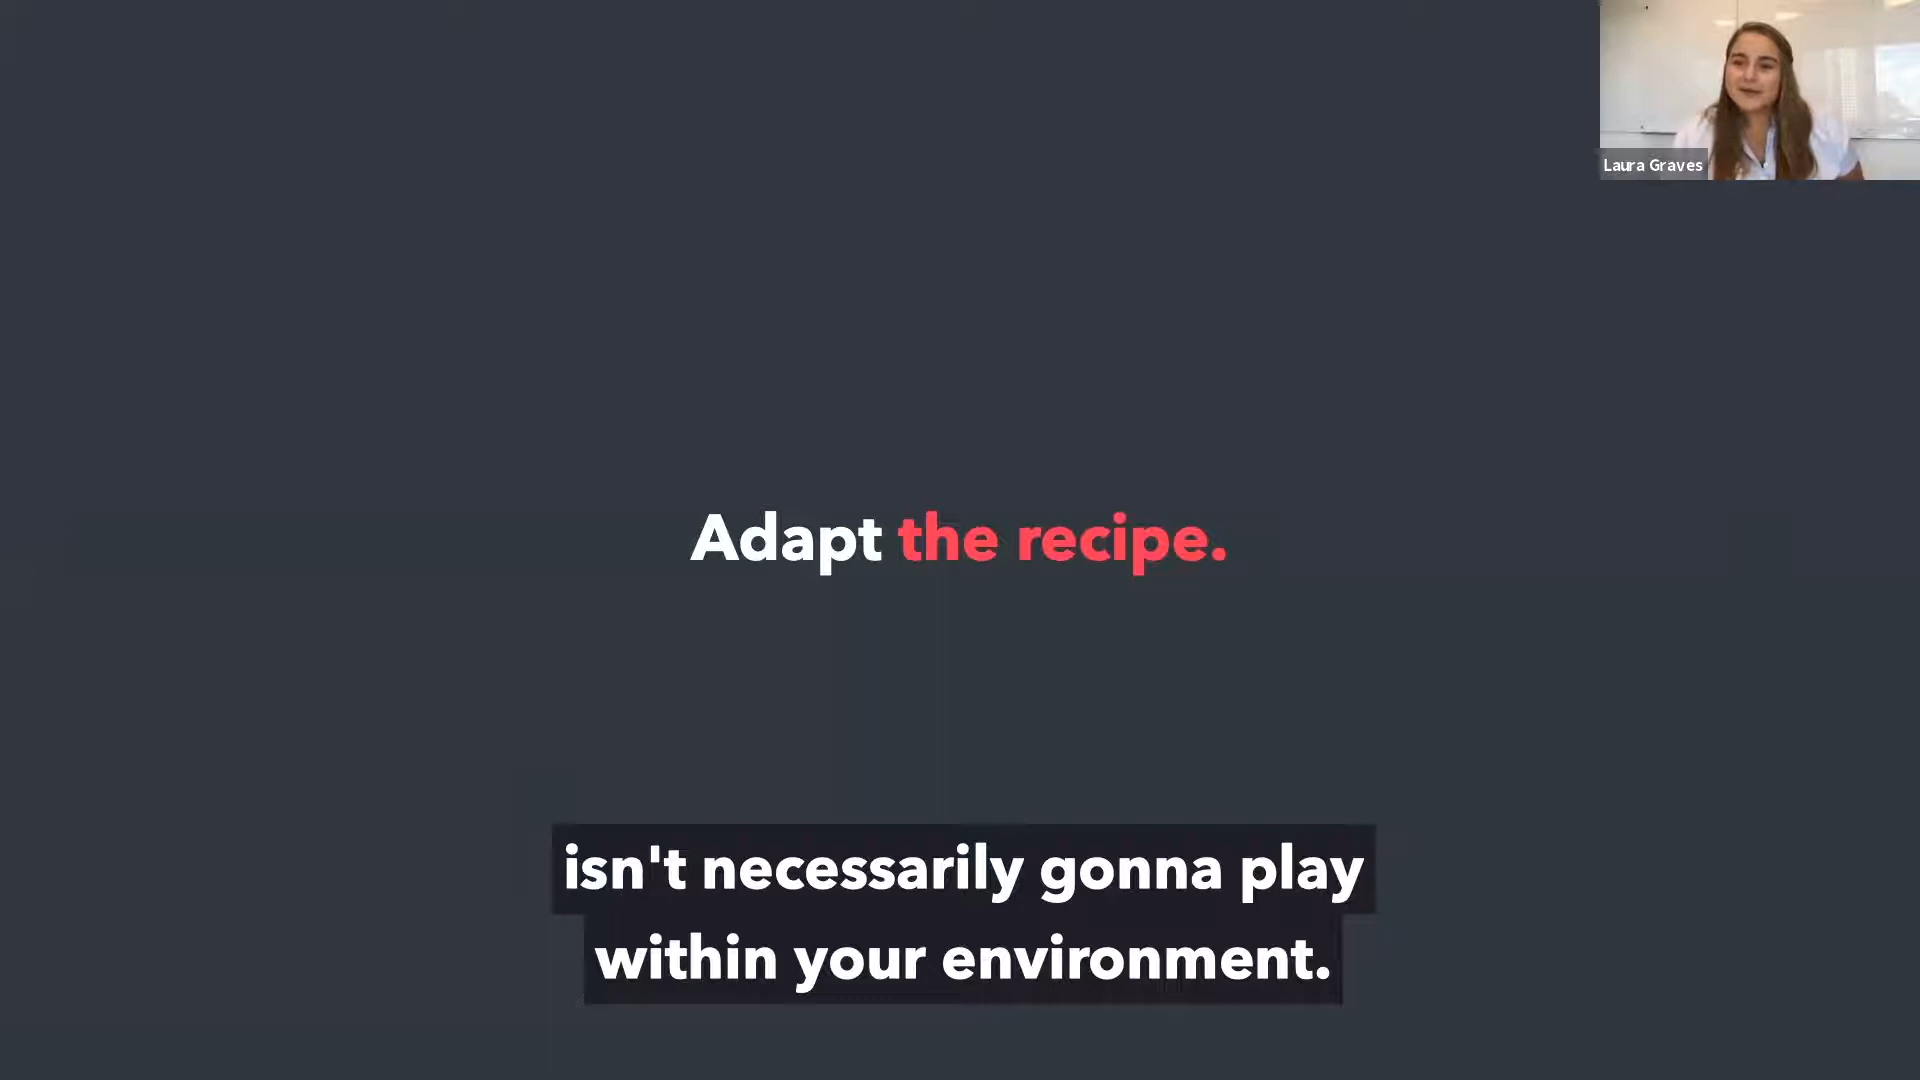 Laura Graves
Adapt the recipe.
isn't necessarily gonna play
within your environment.